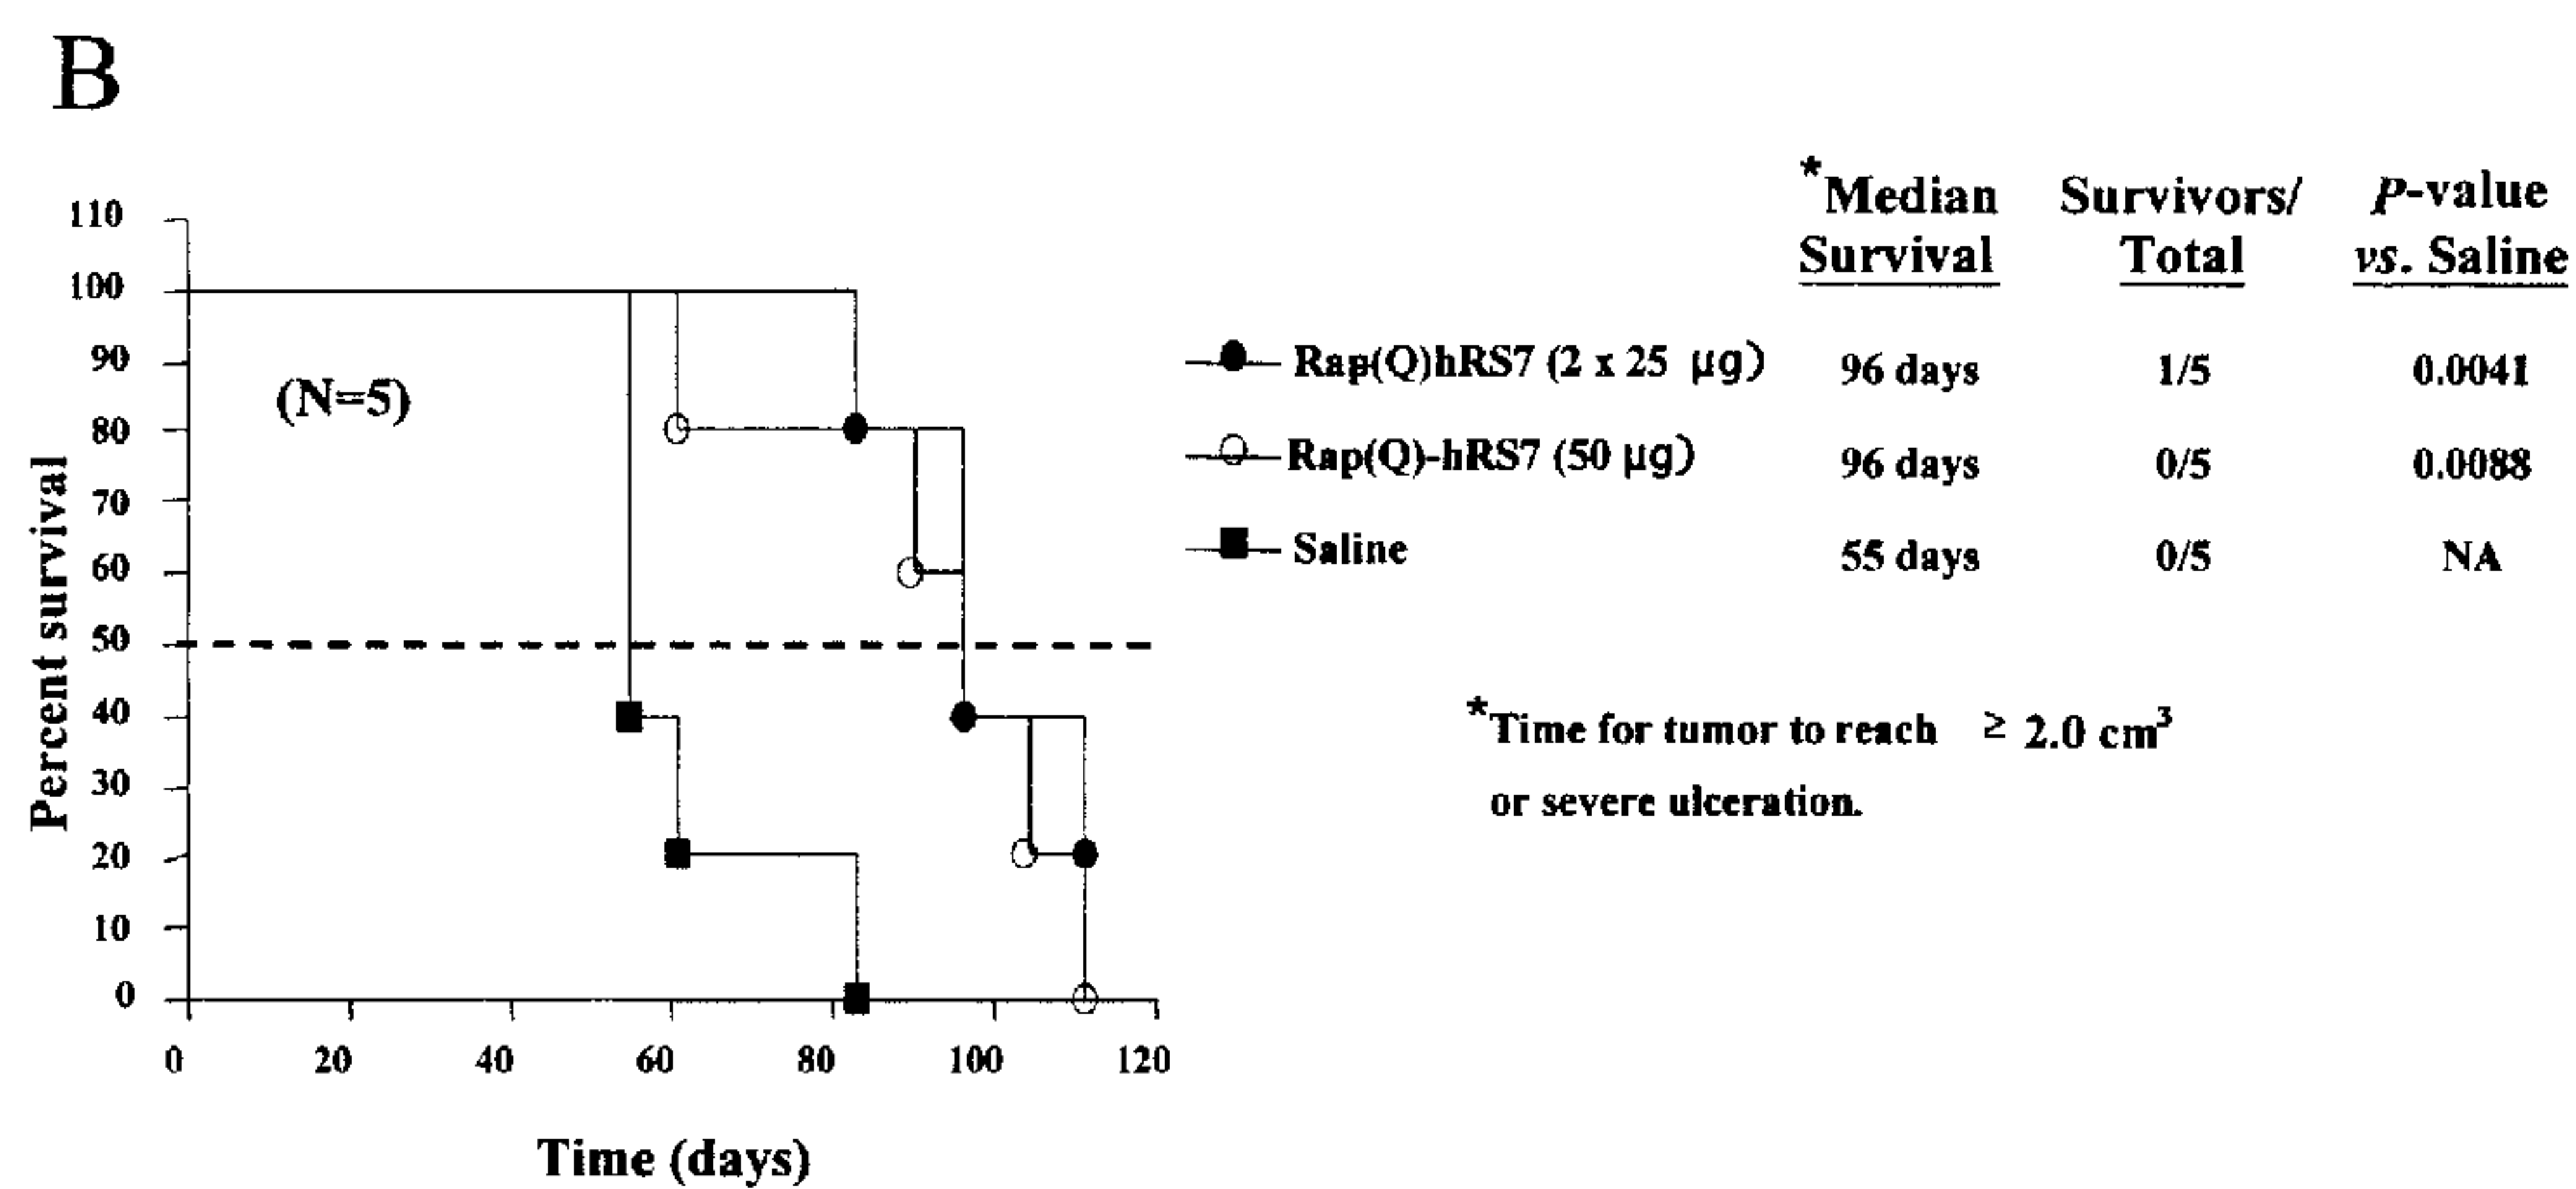 B
*Median Survivors/ P-value
Survival Total vs. Saline
110
100
90
80
70
60
50
40
30
20
10
0
Percent survival
(N=5)
Rap(Q)hRS7 (2 x 25 µg) 96 days 1/5 0.0041
Rap(Q)-hRS7 (50 µg) 96 days 0/5 0.0088
Saline 55 days 0/5 NA
*Time for tumor to reach ≥ 2.0 cm³
or severe ulceration.
0 20 40 60 80 100 120
Time (days)